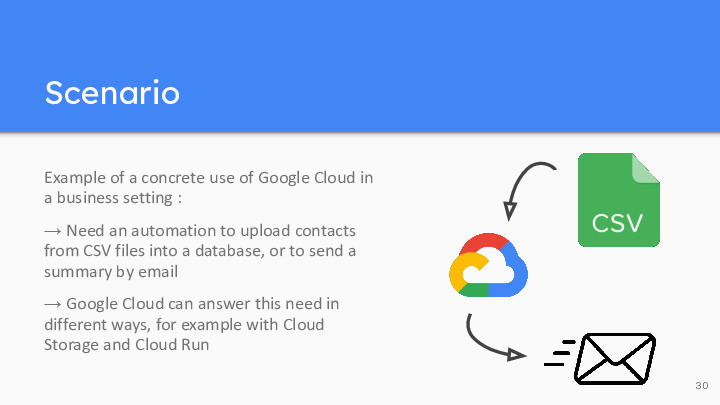 Scenario
Example of a concrete use of Google Cloud in
a business setting :
→ Need an automation to upload contacts
from CSV files into a database, or to send a
summary by email
→ Google Cloud can answer this need in
different ways, for example with Cloud
Storage and Cloud Run
CSV
30